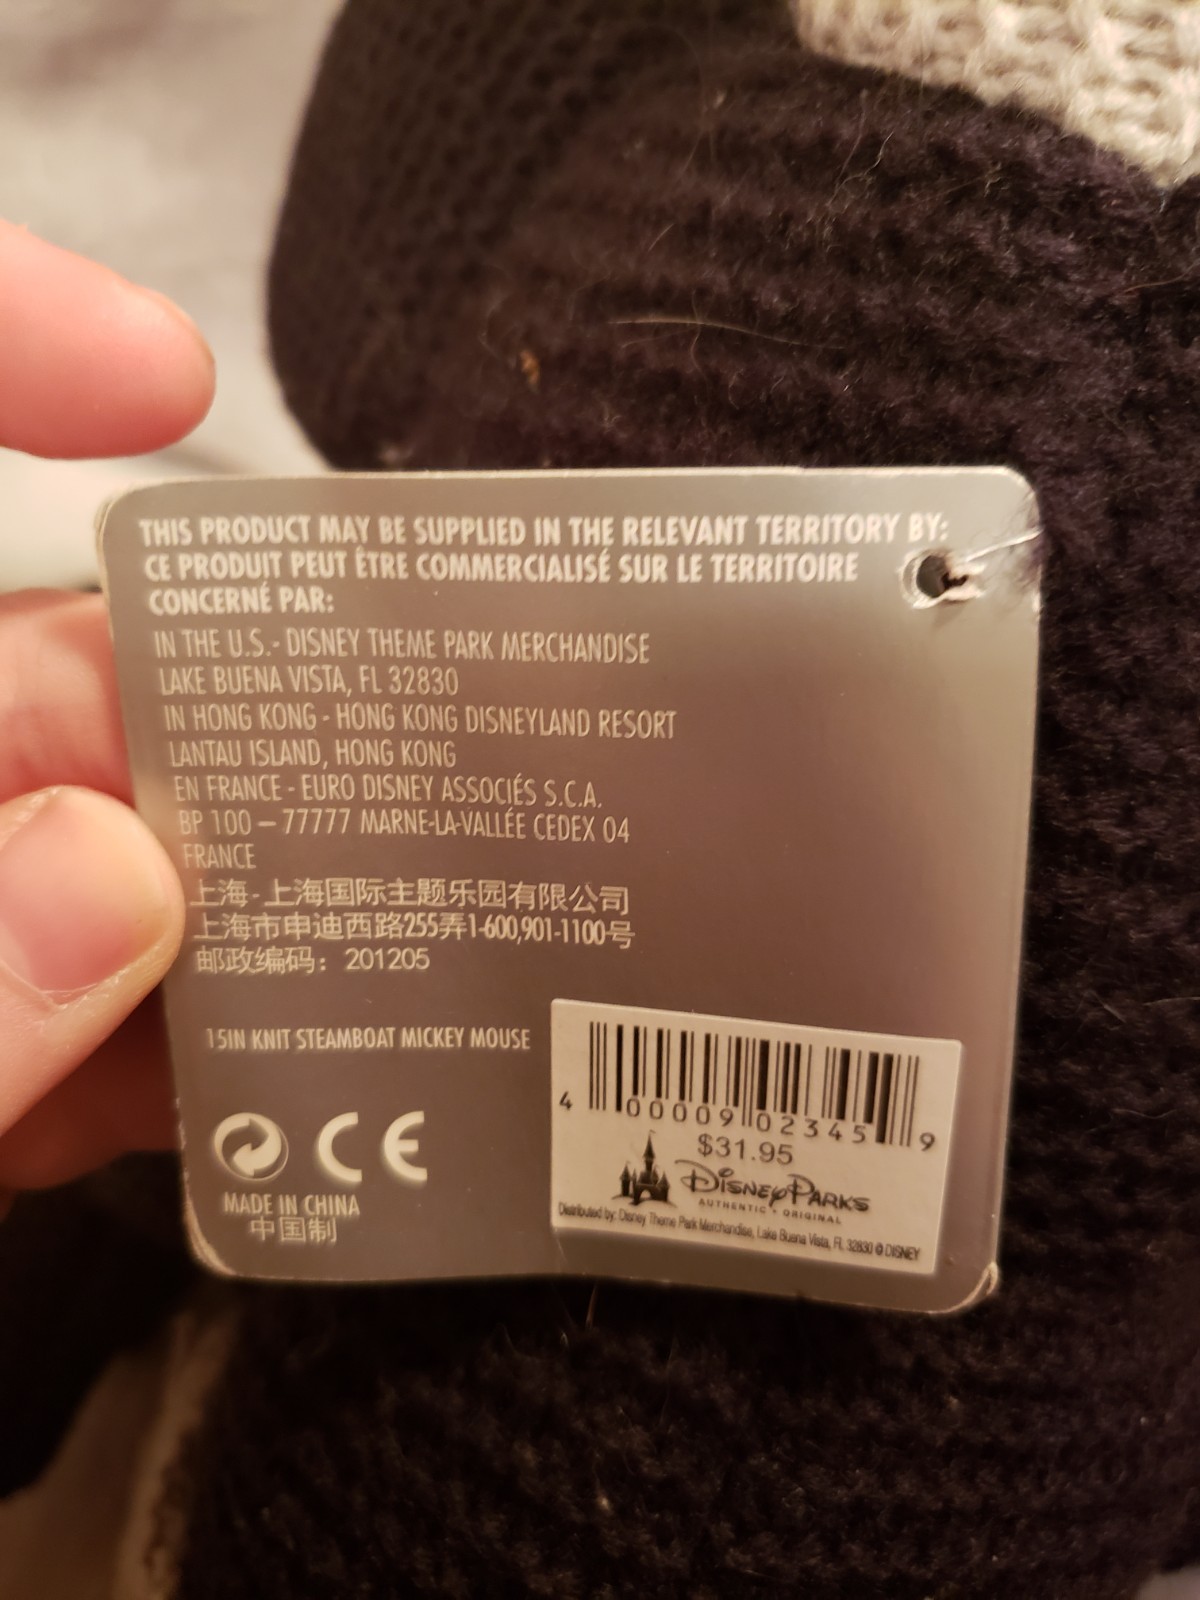 THIS PRODUCT MAY BE SUPPLIED IN THE RELEVANT TERRITORY BY:
CE PRODUIT PEUT ÊTRE COMMERCIALISÉ SUR LE TERRITOIRE
CONCERNÉ PAR:
IN THE U.S.- DISNEY THEME PARK MERCHANDISE
LAKE BUENA VISTA, FL 32830
IN HONG KONG - HONG KONG DISNEYLAND RESORT
LANTAU ISLAND, HONG KONG
EN FRANCE - EURO DISNEY ASSOCIÉS S.C.A.
BP 100 – 77777 MARNE-LA-VALLÉE CEDEX 04
FRANCE
上海-上海国际主题乐园有限公司
上海市申迪西路255弄1-600,901-1100号
邮政编码：201205
15IN KNIT STEAMBOAT MICKEY MOUSE
CE
MADE IN CHINA
中国制
4 00009 02345 9
$31.95
Disney Parks
AUTHENTIC • ORIGINAL
Distributed by: Disney Theme Park Merchandise, Lake Buena Vista, FL 32830 © DISNEY